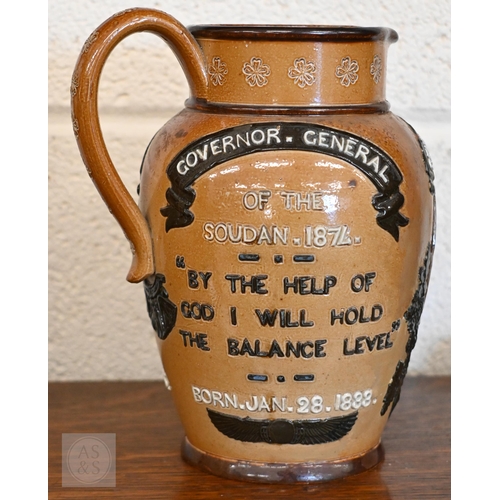 GOVERNOR . GENERAL
OF THE
SOUDAN . 1874 .
"BY THE HELP OF
GOD I WILL HOLD
THE BALANCE LEVEL"
BORN . JAN . 28 . 1833 .
AS
&S